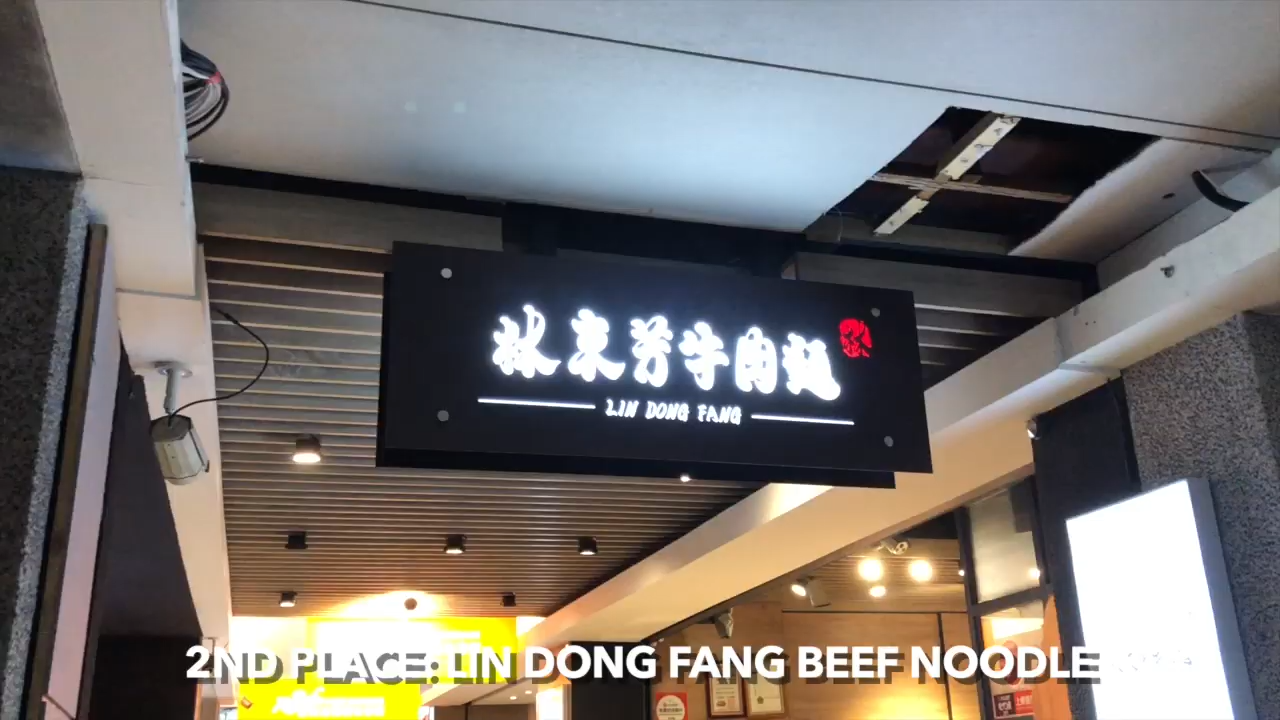 林東芳牛肉麵
LIN DONG FANG
2ND PLACE: LIN DONG FANG BEEF NOODLE